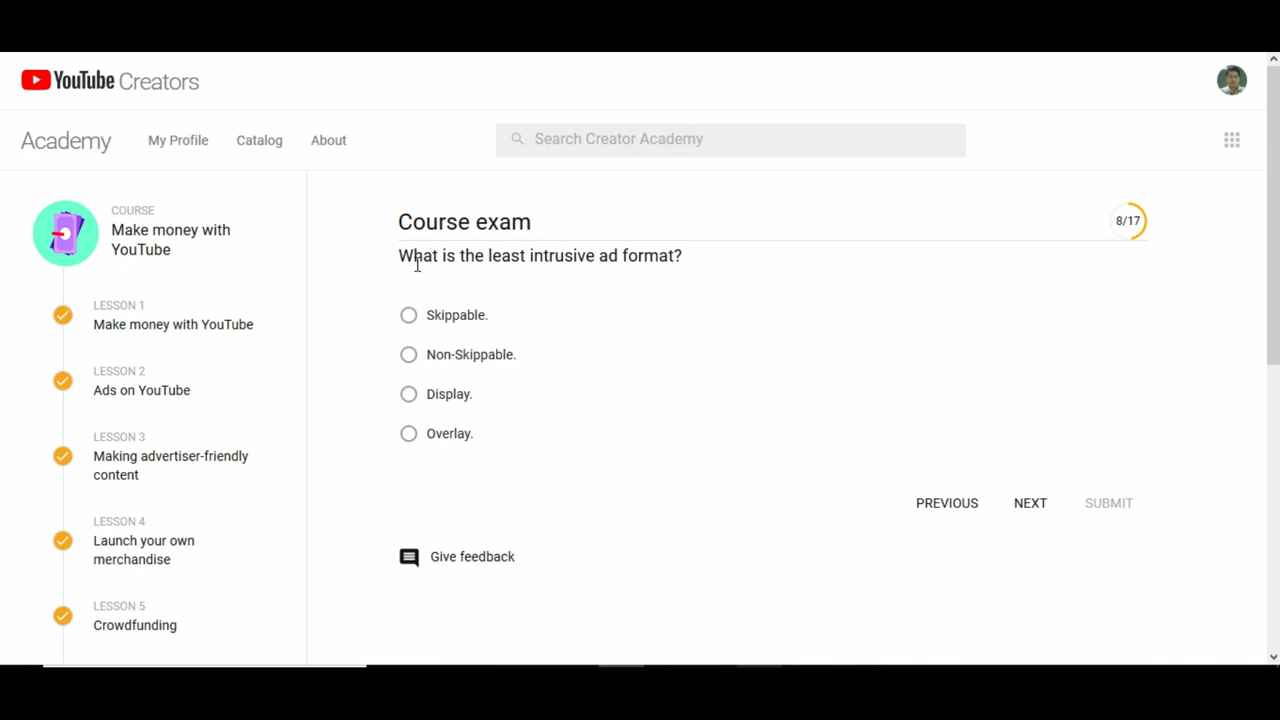 YouTube Creators
Academy My Profile Catalog About Search Creator Academy
COURSE
Make money with
YouTube
LESSON 1
Make money with YouTube
LESSON 2
Ads on YouTube
LESSON 3
Making advertiser-friendly
content
LESSON 4
Launch your own
merchandise
LESSON 5
Crowdfunding
Course exam 8/17
What is the least intrusive ad format?
Skippable.
Non-Skippable.
Display.
Overlay.
PREVIOUS NEXT SUBMIT
Give feedback